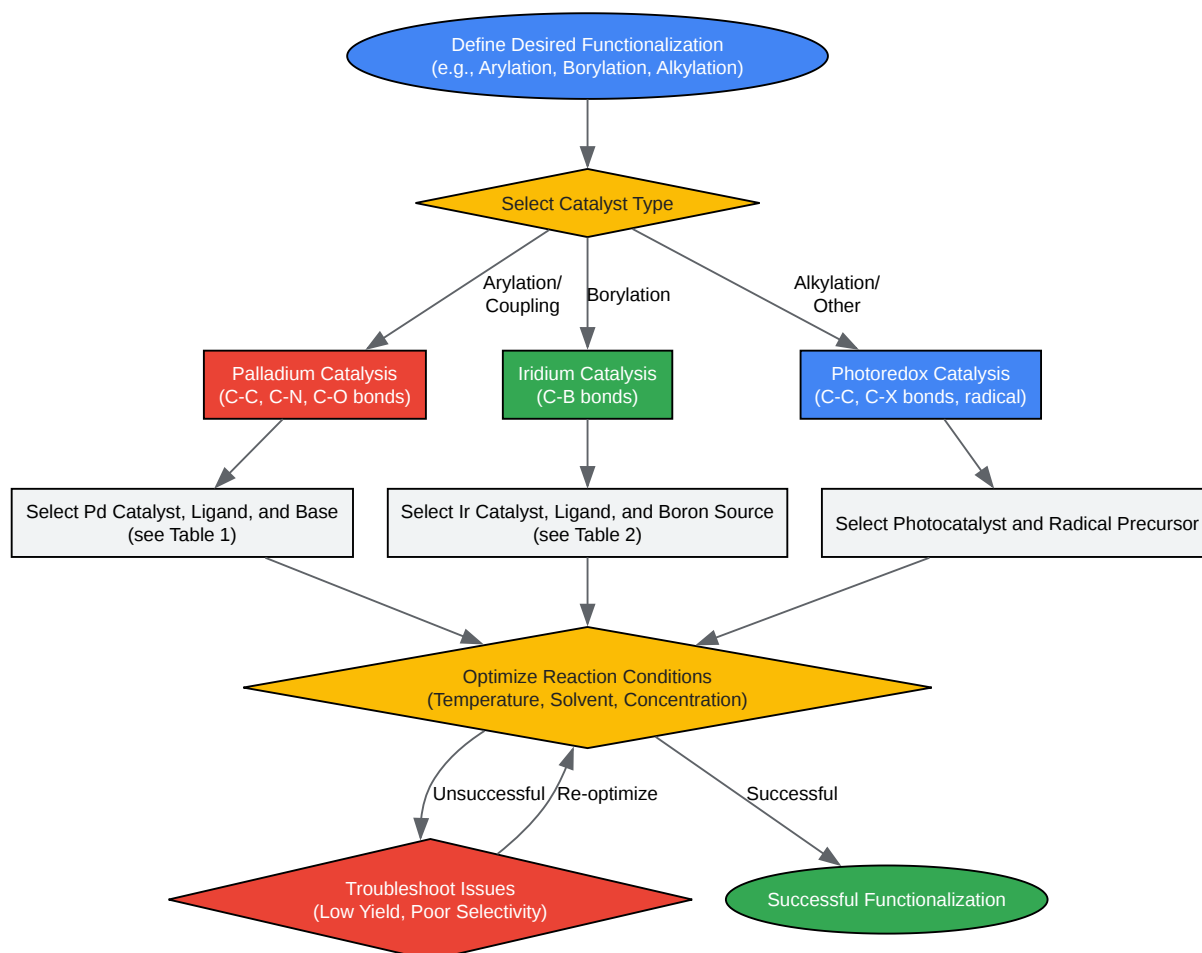 Define Desired Functionalization
(e.g., Arylation, Borylation, Alkylation)
Select Catalyst Type
Arylation/
Coupling
Borylation
Alkylation/
Other
Palladium Catalysis
(C-C, C-N, C-O bonds)
Iridium Catalysis
(C-B bonds)
Photoredox Catalysis
(C-C, C-X bonds, radical)
Select Pd Catalyst, Ligand, and Base
(see Table 1)
Select Ir Catalyst, Ligand, and Boron Source
(see Table 2)
Select Photocatalyst and Radical Precursor
Optimize Reaction Conditions
(Temperature, Solvent, Concentration)
Unsuccessful
Re-optimize
Successful
Troubleshoot Issues
(Low Yield, Poor Selectivity)
Successful Functionalization